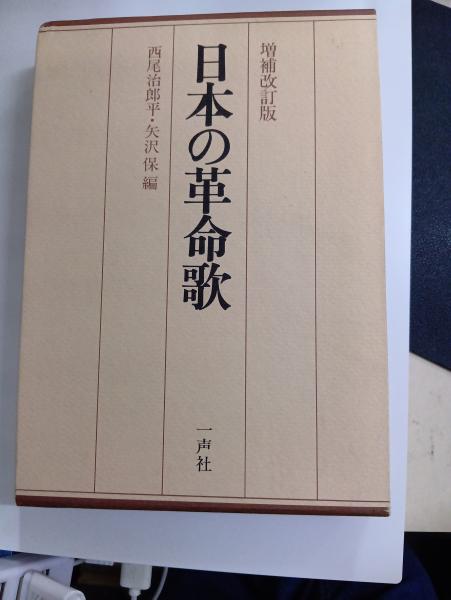 増補改訂版
日本の革命歌
西尾治郎平・矢沢保編
一声社